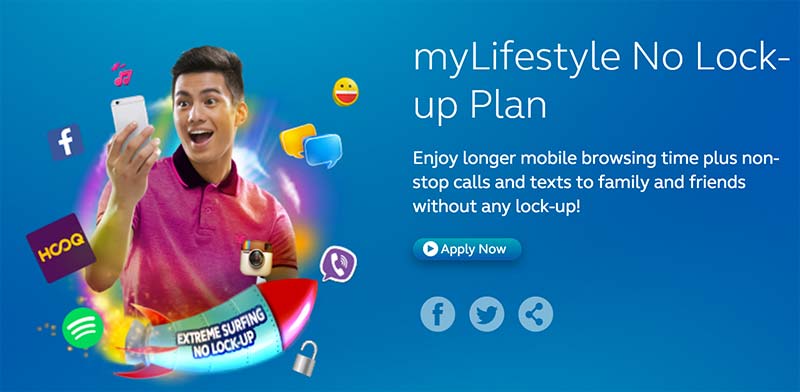 myLifestyle No Lock-
up Plan
Enjoy longer mobile browsing time plus non-
stop calls and texts to family and friends
without any lock-up!
Apply Now
HOOQ
EXTREME SURFING
NO LOCK-UP